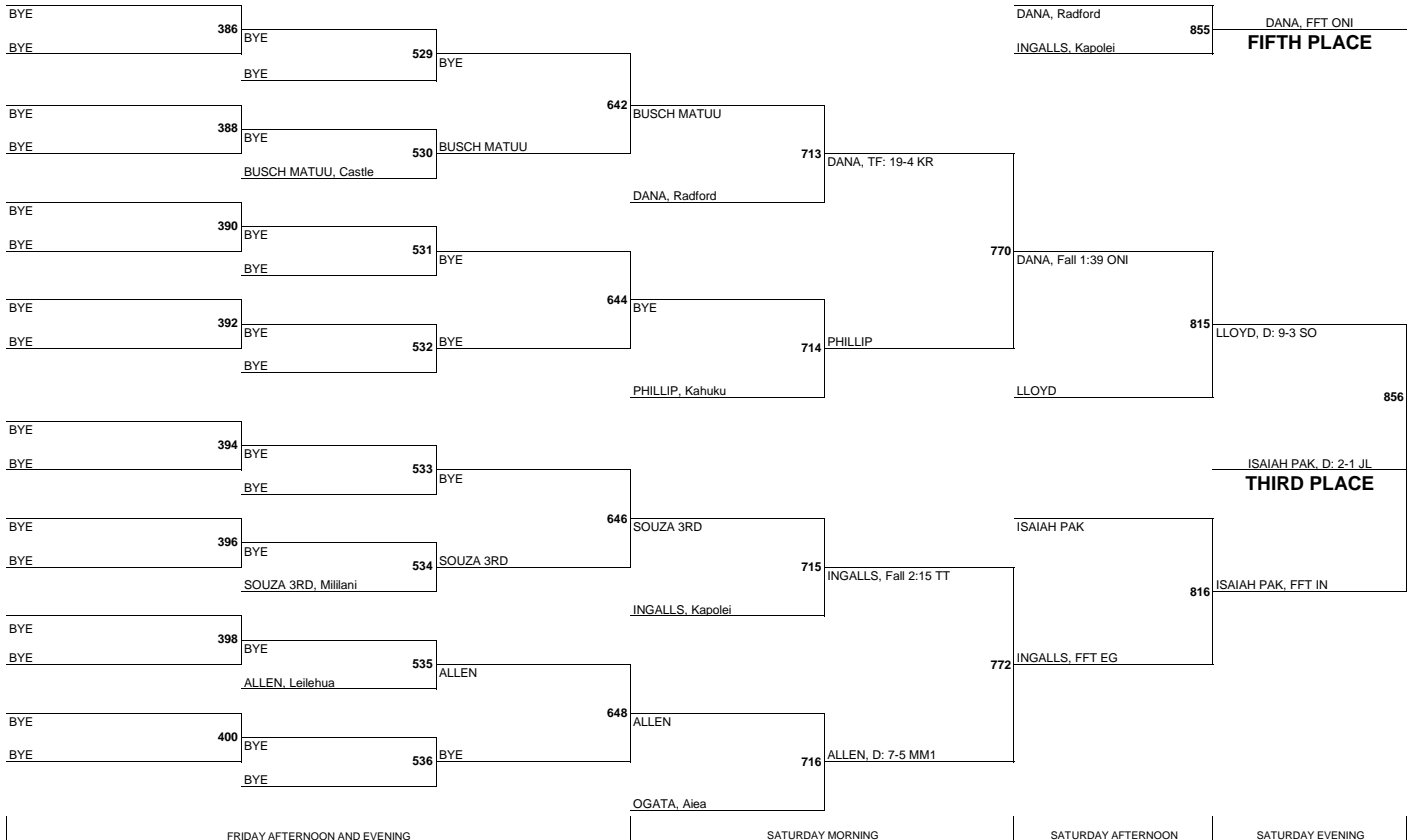 BYE
386
BYE
BYE
529
BYE
BYE
642
BYE
388
BYE
BYE
530
BUSCH MATUU
BUSCH MATUU, Castle
BUSCH MATUU
713
DANA, TF: 19-4 KR
DANA, Radford
BYE
390
BYE
BYE
531
BYE
BYE
644
BYE
BYE
392
BYE
BYE
532
BYE
BYE
714
PHILLIP
PHILLIP, Kahuku
770
DANA, Fall 1:39 ONI
815
LLOYD, D: 9-3 SO
LLOYD
856
BYE
394
BYE
BYE
533
BYE
BYE
646
SOUZA 3RD
BYE
396
BYE
BYE
534
SOUZA 3RD
SOUZA 3RD, Mililani
715
INGALLS, Fall 2:15 TT
INGALLS, Kapolei
BYE
398
BYE
BYE
535
ALLEN
ALLEN, Leilehua
648
ALLEN
BYE
400
BYE
BYE
536
BYE
BYE
716
ALLEN, D: 7-5 MM1
OGATA, Aiea
772
INGALLS, FFT EG
ISAIAH PAK
816
ISAIAH PAK, FFT IN
ISAIAH PAK, D: 2-1 JL
THIRD PLACE
DANA, Radford
855
INGALLS, Kapolei
DANA, FFT ONI
FIFTH PLACE
FRIDAY AFTERNOON AND EVENING
SATURDAY MORNING
SATURDAY AFTERNOON
SATURDAY EVENING